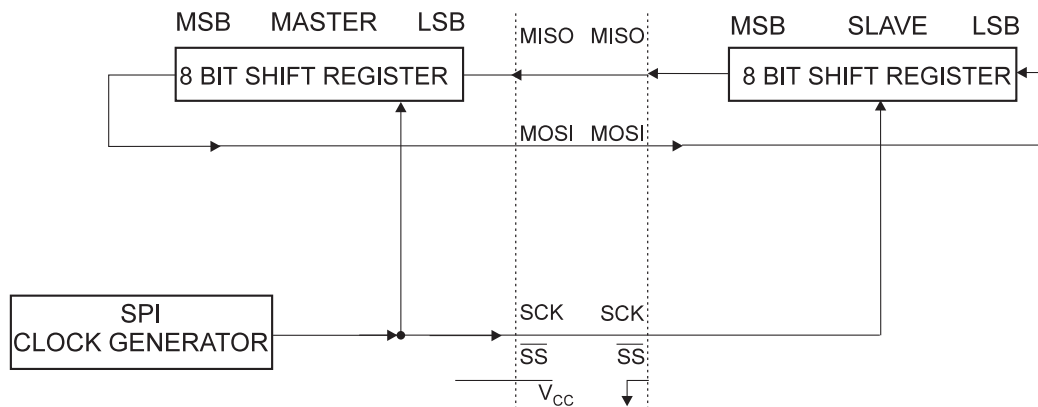 MSB MASTER LSB
MISO MISO
MSB SLAVE LSB
8 BIT SHIFT REGISTER
8 BIT SHIFT REGISTER
MOSI MOSI
SPI
CLOCK GENERATOR
SCK SCK
SS SS
VCC